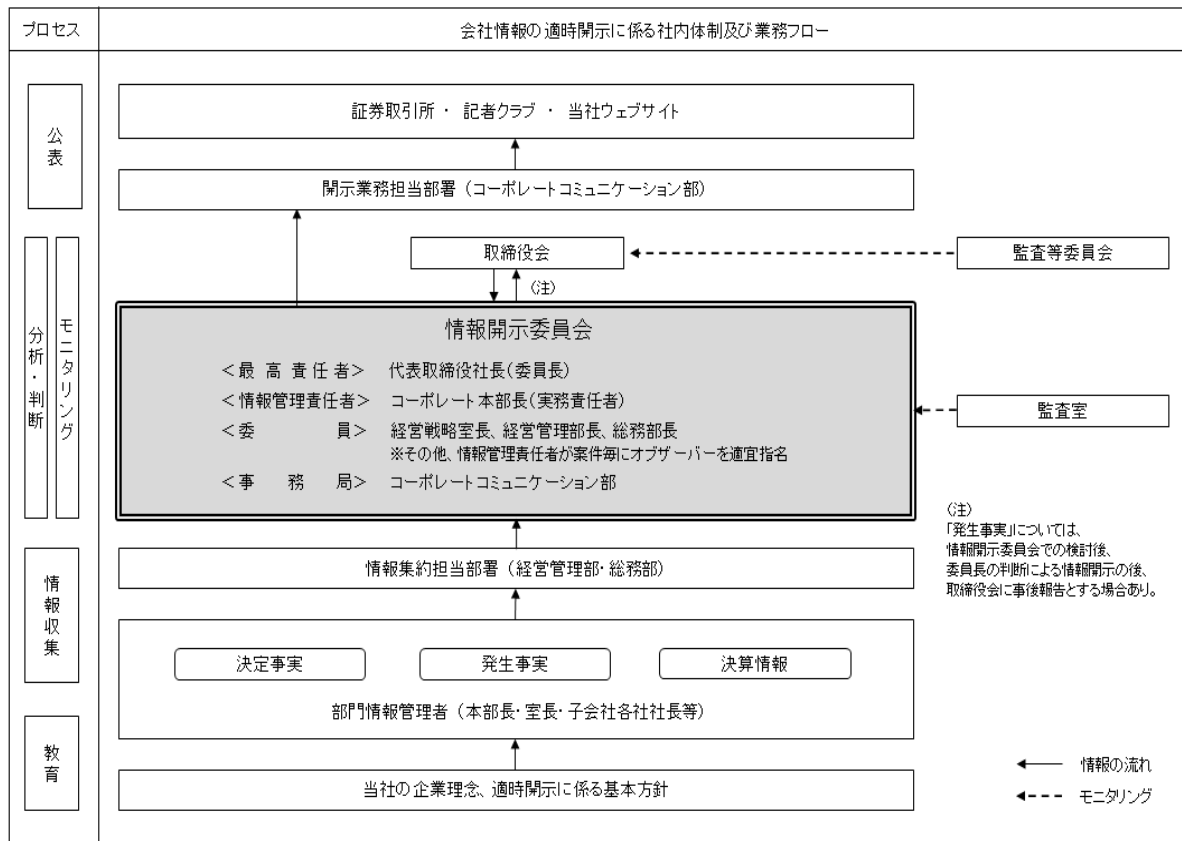 プロセス
会社情報の適時開示に係る社内体制及び業務フロー
公表
証券取引所 ・ 記者クラブ ・ 当社ウェブサイト
開示業務担当部署（コーポレートコミュニケーション部）
分析・判断
モニタリング
取締役会
監査等委員会
（注）
情報開示委員会
＜最高責任者＞ 代表取締役社長（委員長）
＜情報管理責任者＞ コーポレート本部長（実務責任者）
＜委員＞ 経営戦略室長、経営管理部長、総務部長
※その他、情報管理責任者が案件毎にオブザーバーを適宜指名
＜事務局＞ コーポレートコミュニケーション部
監査室
（注）
「発生事実」については、
情報開示委員会での検討後、
委員長の判断による情報開示の後、
取締役会に事後報告とする場合あり。
情報収集
情報集約担当部署（経営管理部・総務部）
決定事実
発生事実
決算情報
部門情報管理者（本部長・室長・子会社各社社長等）
教育
当社の企業理念、適時開示に係る基本方針
情報の流れ
モニタリング